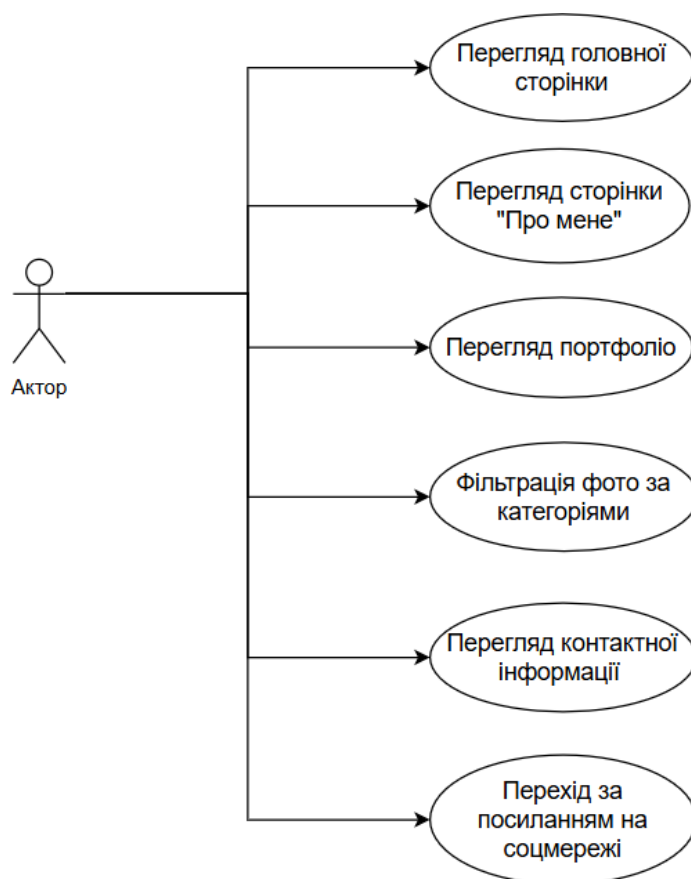 Перегляд головної
сторінки
Перегляд сторінки
"Про мене"
Актор
Перегляд портфоліо
Фільтрація фото за
категоріями
Перегляд контактної
інформації
Перехід за
посиланням на
соцмережі